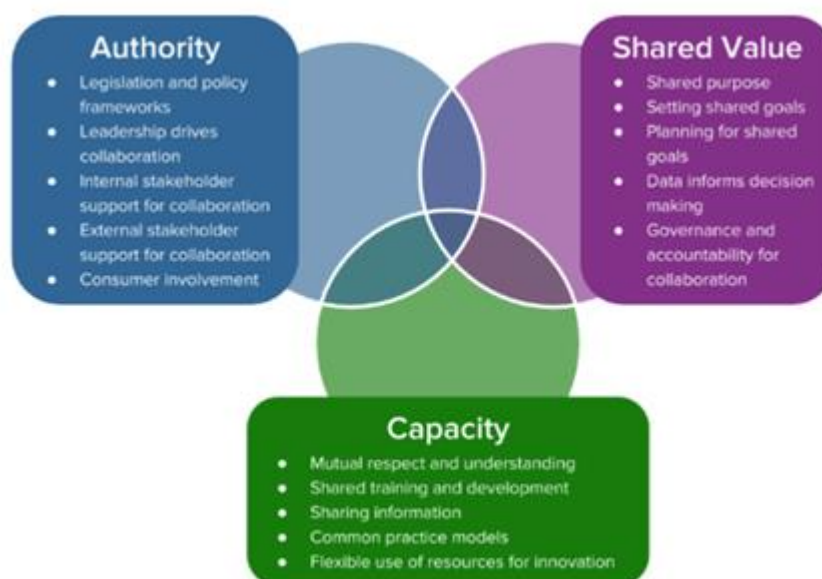 Authority
● Legislation and policy
frameworks
● Leadership drives
collaboration
● Internal stakeholder
support for collaboration
● External stakeholder
support for collaboration
● Consumer involvement
Shared Value
● Shared purpose
● Setting shared goals
● Planning for shared
goals
● Data informs decision
making
● Governance and
accountability for
collaboration
Capacity
● Mutual respect and understanding
● Shared training and development
● Sharing information
● Common practice models
● Flexible use of resources for innovation